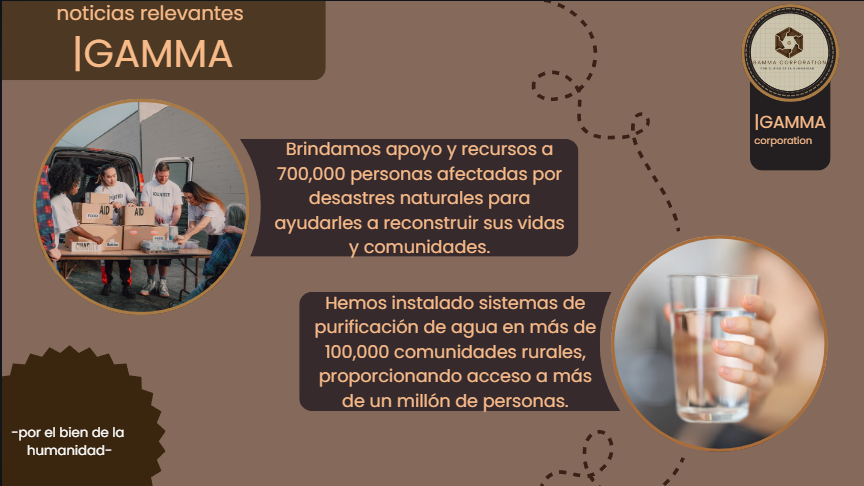 noticias relevantes
|GAMMA
GAMMA CORPORATION
|GAMMA
corporation
Brindamos apoyo y recursos a
700,000 personas afectadas por
desastres naturales para
ayudarles a reconstruir sus vidas
y comunidades.
AID
AID
Hemos instalado sistemas de
purificación de agua en más de
100,000 comunidades rurales,
proporcionando acceso a más
de un millón de personas.
-por el bien de la
humanidad-